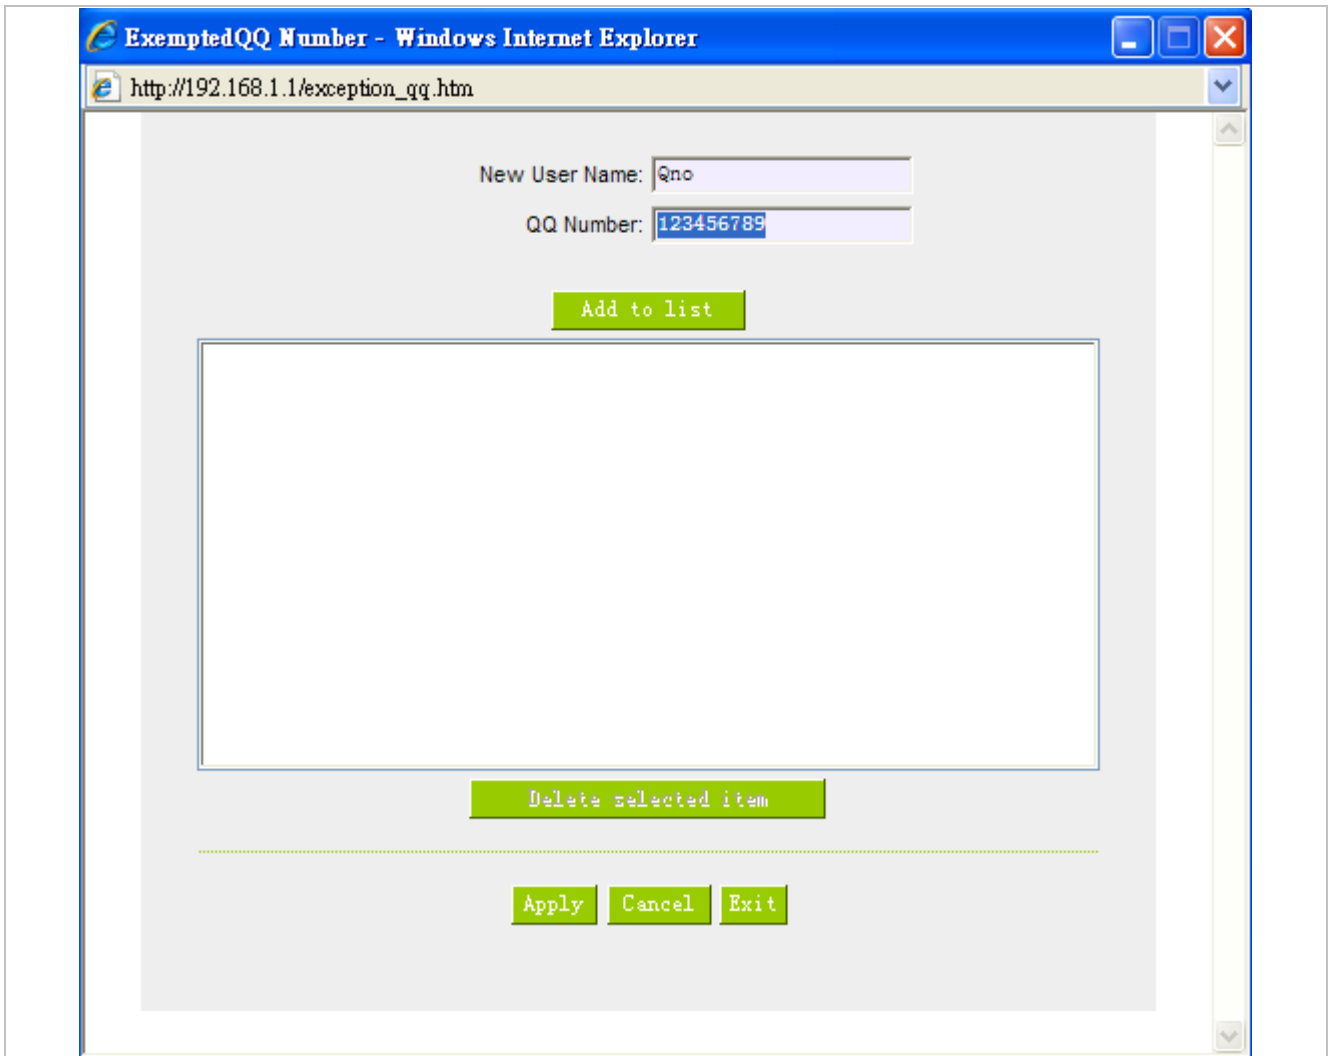 ExemptedQQ Number - Windows Internet Explorer
http://192.168.1.1/exception_qq.htm
New User Name: Qno
QQ Number: 123456789
Add to list
Delete selected item
Apply Cancel Exit